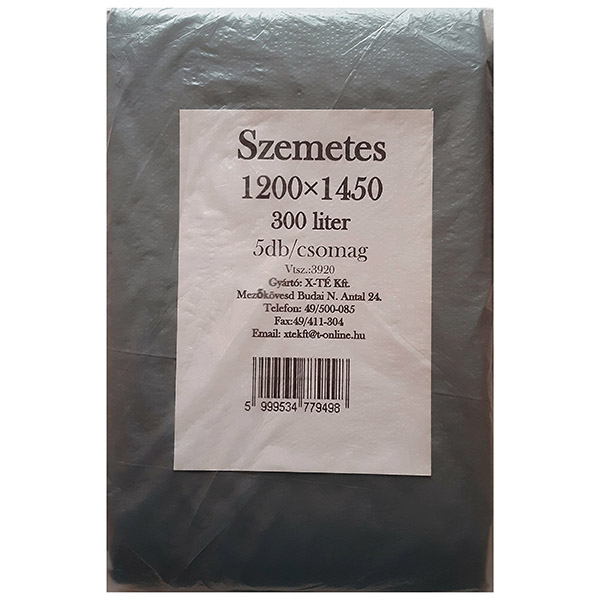 Szemetes
1200×1450
300 liter
5db/csomag
Vtsz.:3920
Gyártó: X-TÉ Kft.
Mezőkövesd Budai N. Antal 24.
Telefon: 49/500-085
Fax:49/411-304
Email: xtekft@t-online.hu
5 999534 779498